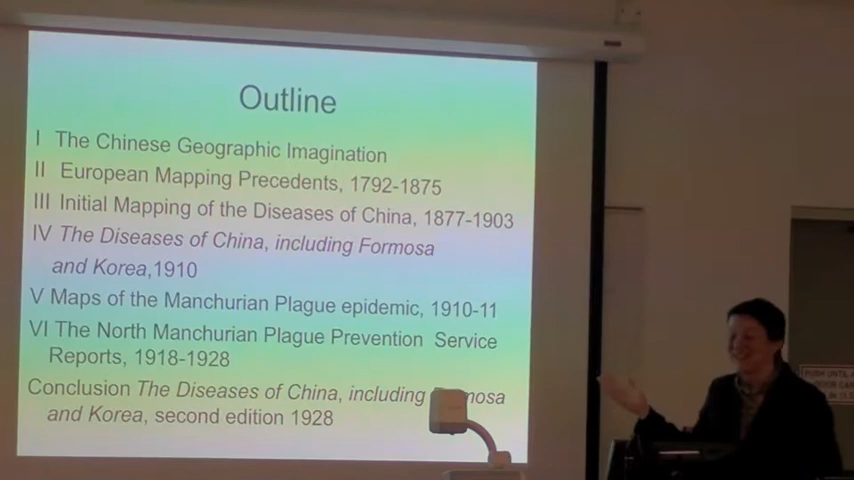 Outline
I The Chinese Geographic Imagination
II European Mapping Precedents, 1792-1875
III Initial Mapping of the Diseases of China, 1877-1903
IV The Diseases of China, including Formosa
and Korea,1910
V Maps of the Manchurian Plague epidemic, 1910-11
VI The North Manchurian Plague Prevention Service
Reports, 1918-1928
Conclusion The Diseases of China, including
and Korea, second edition 1928
PUSH UNTIL